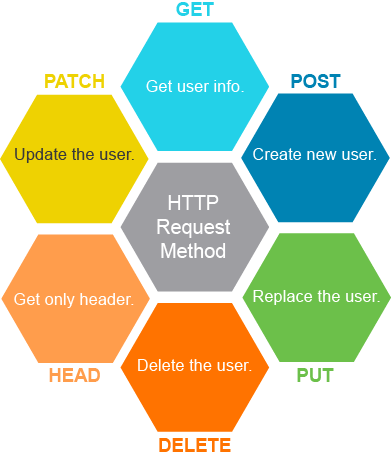 GET
Get user info.
PATCH
POST
Update the user.
Create new user.
HTTP
Request
Method
Get only header.
Replace the user.
Delete the user.
HEAD
PUT
DELETE